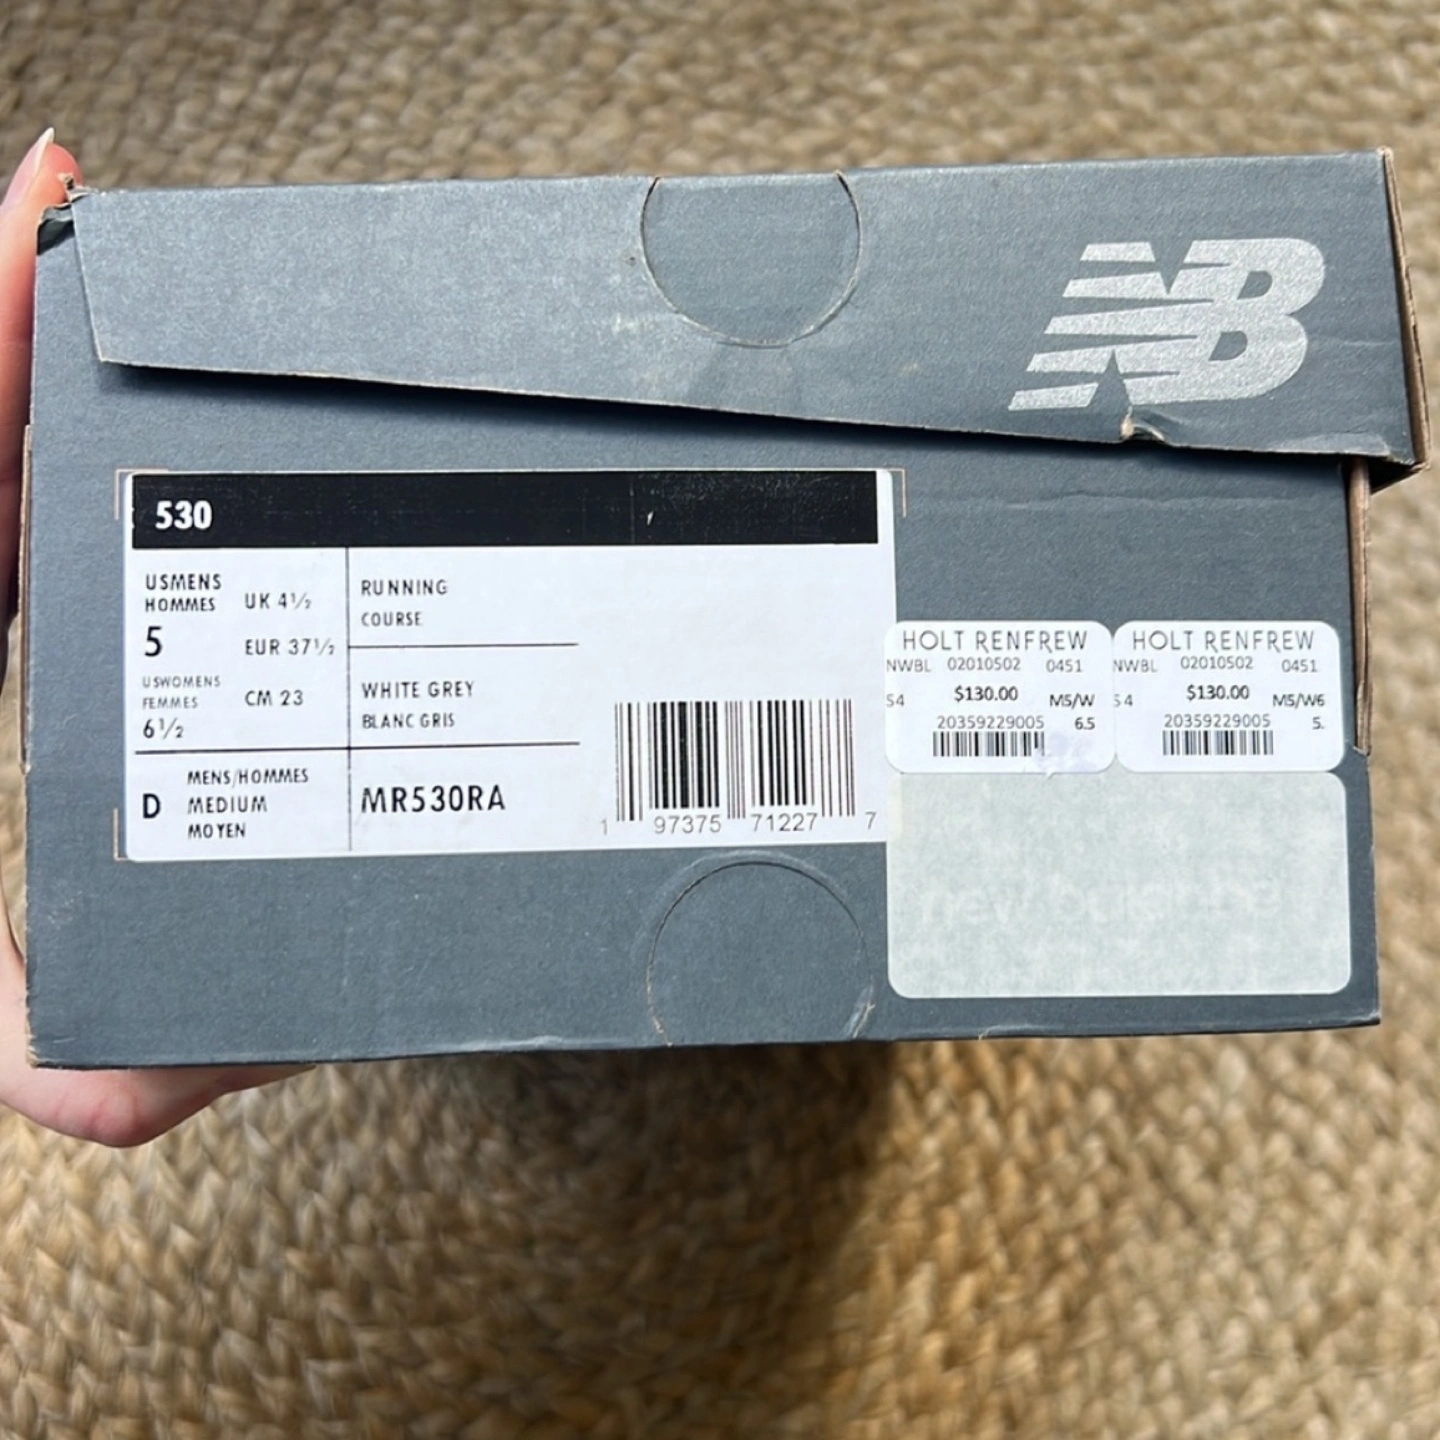 NB
530
USMENS
HOMMES
5
UK 4½
EUR 37½
USWOMENS
FEMMES
6½
CM 23
D
MENS/HOMMES
MEDIUM
MOYEN
RUNNING
COURSE
WHITE GREY
BLANC GRIS
MR530RA
1 97375 71227 7
HOLT RENFREW
NWBL 02010502 0451
54 $130.00 M5/W
20359229005 6.5
HOLT RENFREW
NWBL 02010502 0451
54 $130.00 M5/W6
20359229005 5.
new balance